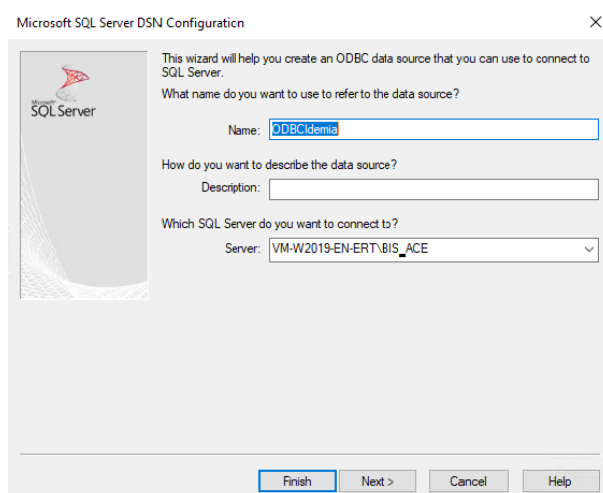 Microsoft SQL Server DSN Configuration
Microsoft
SQL Server
This wizard will help you create an ODBC data source that you can use to connect to
SQL Server.
What name do you want to use to refer to the data source?
Name: ODBCIdemia
How do you want to describe the data source?
Description:
Which SQL Server do you want to connect to?
Server: VM-W2019-EN-ERT\BIS_ACE
Finish Next > Cancel Help